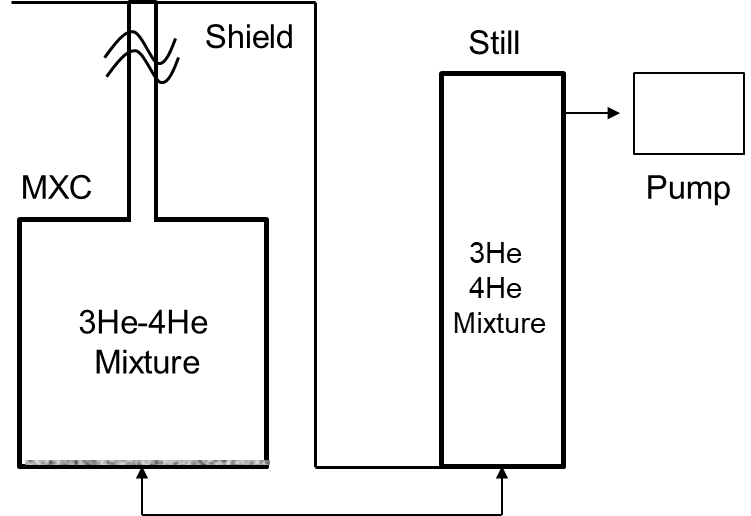 Shield
Still
MXC
Pump
3He
4He
Mixture
3He-4He
Mixture